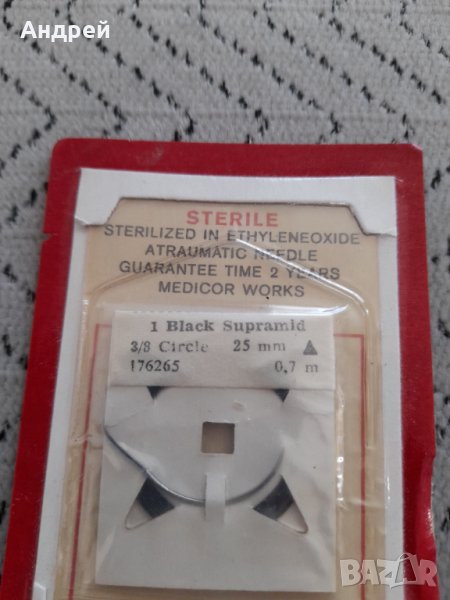 Андрей
STERILE
STERILIZED IN ETHYLENEOXIDE
ATRAUMATIC NEEDLE
GUARANTEE TIME 2 YEARS
MEDICOR WORKS
1 Black Supramid
3/8 Circle 25 mm ▲
176265 0,7 m
BAZAR